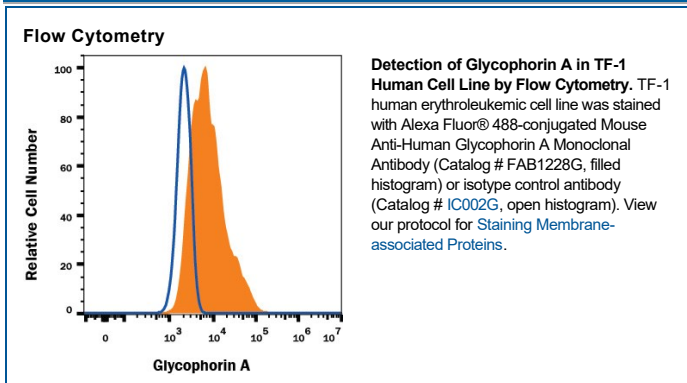 Flow Cytometry
100
80
60
40
20
0
Relative Cell Number
0 10³ 10⁴ 10⁵ 10⁶ 10⁷
Glycophorin A
Detection of Glycophorin A in TF-1
Human Cell Line by Flow Cytometry. TF-1
human erythroleukemic cell line was stained
with Alexa Fluor® 488-conjugated Mouse
Anti-Human Glycophorin A Monoclonal
Antibody (Catalog # FAB1228G, filled
histogram) or isotype control antibody
(Catalog # IC002G, open histogram). View
our protocol for Staining Membrane-
associated Proteins.